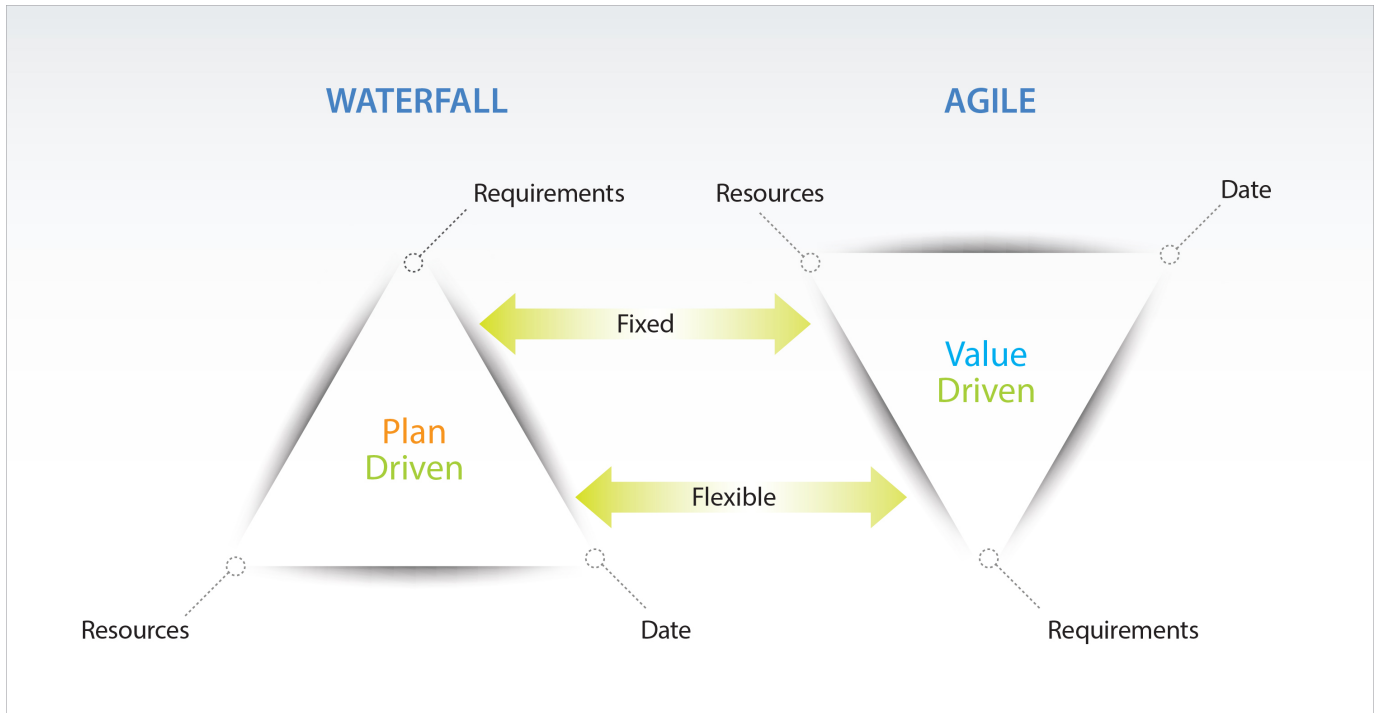 WATERFALL
AGILE
Requirements
Resources
Date
Fixed
Value
Driven
Plan
Driven
Flexible
Resources
Date
Requirements